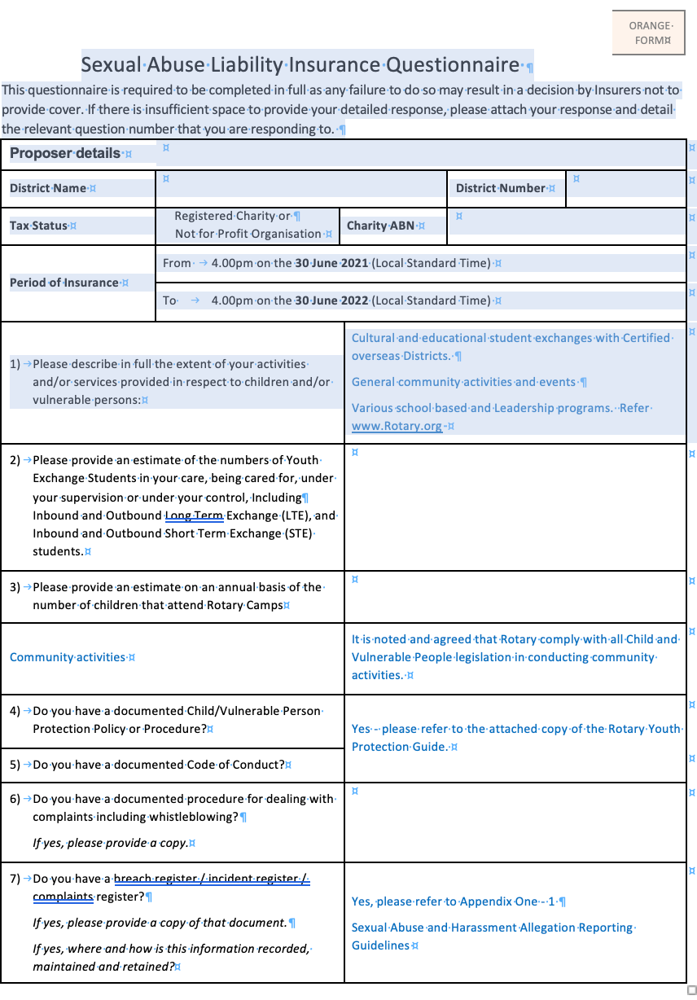 ORANGE
FORM
Sexual Abuse Liability Insurance Questionnaire
This questionnaire is required to be completed in full as any failure to do so may result in a decision by Insurers not to
provide cover. If there is insufficient space to provide your detailed response, please attach your response and detail
the relevant question number that you are responding to.
Proposer details
District Name
District Number
Tax Status
Registered Charity or
Not for Profit Organisation
Charity ABN
Period of Insurance
From 4.00pm on the 30 June 2021 (Local Standard Time)
To 4.00pm on the 30 June 2022 (Local Standard Time)
1) Please describe in full the extent of your activities
and/or services provided in respect to children and/or
vulnerable persons:
Cultural and educational student exchanges with Certified
overseas Districts.
General community activities and events
Various school based and Leadership programs. Refer
www.Rotary.org -
2) Please provide an estimate of the numbers of Youth
Exchange Students in your care, being cared for, under
your supervision or under your control, Including
Inbound and Outbound Long Term Exchange (LTE), and
Inbound and Outbound Short Term Exchange (STE)
students.
3) Please provide an estimate on an annual basis of the
number of children that attend Rotary Camps
Community activities
It is noted and agreed that Rotary comply with all Child and
Vulnerable People legislation in conducting community
activities.
4) Do you have a documented Child/Vulnerable Person
Protection Policy or Procedure?
Yes - please refer to the attached copy of the Rotary Youth
Protection Guide.
5) Do you have a documented Code of Conduct?
6) Do you have a documented procedure for dealing with
complaints including whistleblowing?
If yes, please provide a copy.
7) Do you have a breach register / incident register /
complaints register?
If yes, please provide a copy of that document.
If yes, where and how is this information recorded,
maintained and retained?
Yes, please refer to Appendix One - 1
Sexual Abuse and Harassment Allegation Reporting
Guidelines